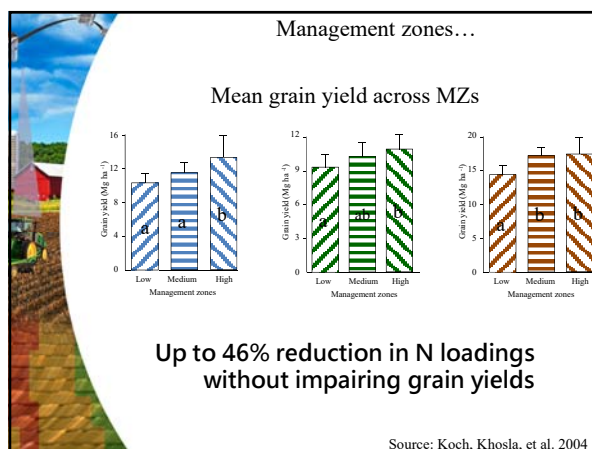 Management zones…
Mean grain yield across MZs
Grain yield (Mg ha⁻¹)
16
12
8
4
0
a
a
b
Low Medium High
Management zones
Grain yield (Mg ha⁻¹)
12
9
6
3
0
a
ab
b
Low Medium High
Management zones
Grain yield (Mg ha⁻¹)
20
15
10
5
0
a
b
b
Low Medium High
Management zones
Up to 46% reduction in N loadings
without impairing grain yields
Source: Koch, Khosla, et al. 2004